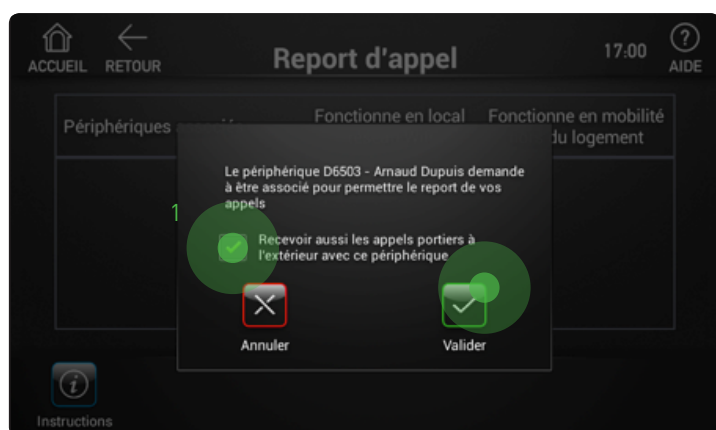 ACCUEIL RETOUR Report d'appel 17:00 AIDE
Périphériques
Fonctionne en local
Fonctionne en mobilité
du logement
Le périphérique D6503 - Arnaud Dupuis demande
à être associé pour permettre le report de vos
appels
1
Recevoir aussi les appels portiers à
l'extérieur avec ce périphérique
Annuler Valider
Instructions